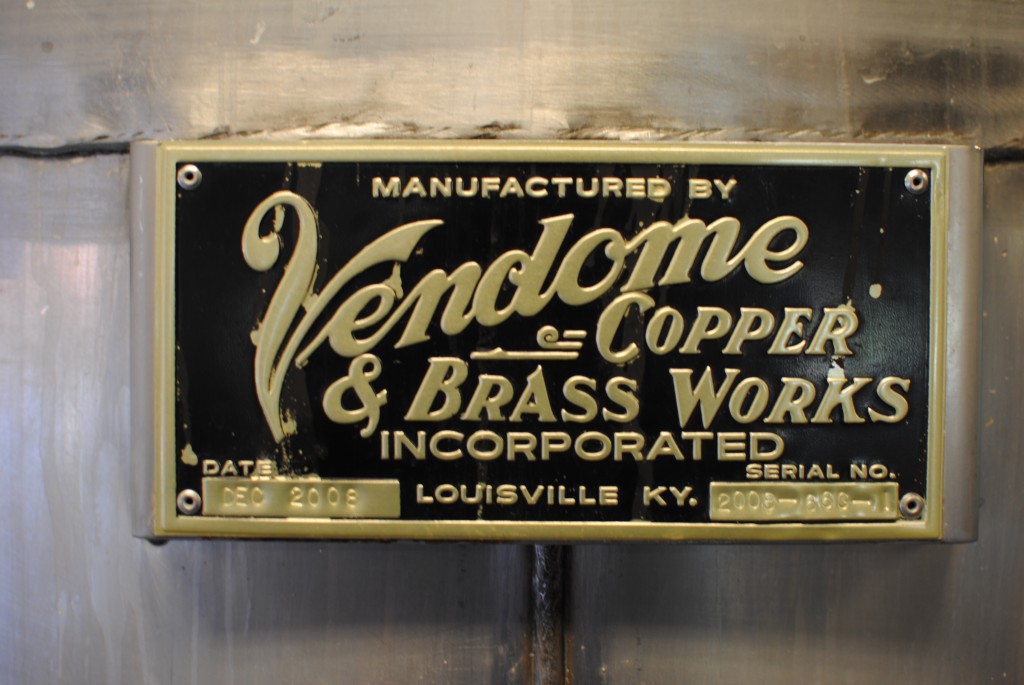 MANUFACTURED BY
Vendome
COPPER
& BRASS WORKS
INCORPORATED
DATE
SERIAL NO.
DEC 2008
LOUISVILLE KY.